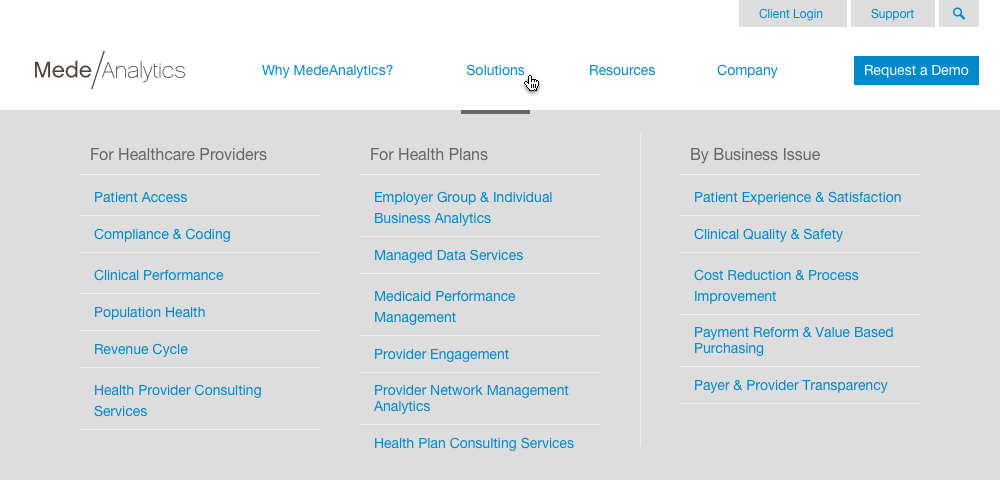 Client Login
Support
Mede/Analytics
Why MedeAnalytics?
Solutions
Resources
Company
Request a Demo
For Healthcare Providers
Patient Access
Compliance & Coding
Clinical Performance
Population Health
Revenue Cycle
Health Provider Consulting
Services
For Health Plans
Employer Group & Individual
Business Analytics
Managed Data Services
Medicaid Performance
Management
Provider Engagement
Provider Network Management
Analytics
Health Plan Consulting Services
By Business Issue
Patient Experience & Satisfaction
Clinical Quality & Safety
Cost Reduction & Process
Improvement
Payment Reform & Value Based
Purchasing
Payer & Provider Transparency